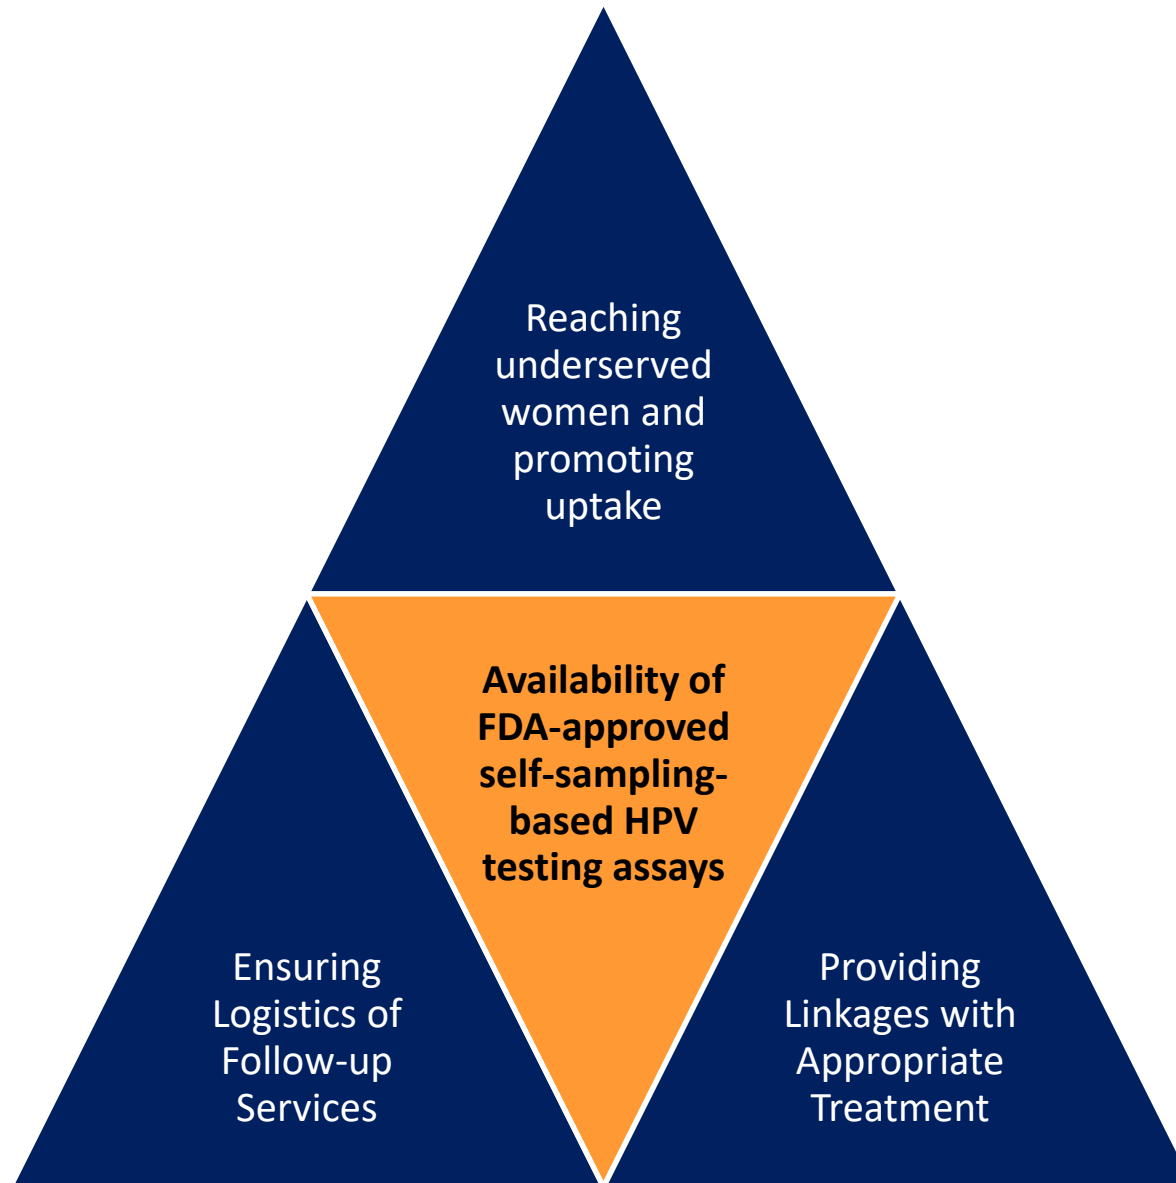 Reaching
underserved
women and
promoting
uptake
Availability of
FDA-approved
self-sampling-
based HPV
testing assays
Ensuring
Logistics of
Follow-up
Services
Providing
Linkages with
Appropriate
Treatment